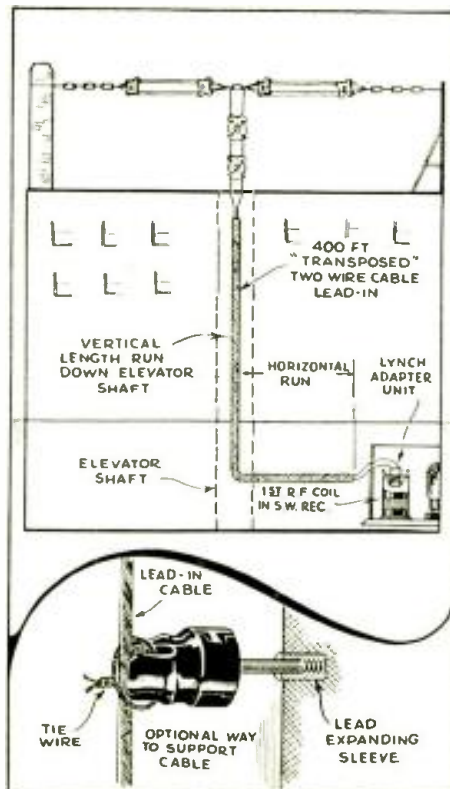 400 FT
"TRANSPOSED"
TWO WIRE CABLE
LEAD-IN
VERTICAL
LENGTH RUN
DOWN ELEVATOR
SHAFT
HORIZONTAL
RUN
LYNCH
ADAPTER
UNIT
ELEVATOR
SHAFT
1ST R.F COIL
IN S.W. REC
LEAD-IN
CABLE
TIE
WIRE
OPTIONAL WAY
TO SUPPORT
CABLE
LEAD
EXPANDING
SLEEVE